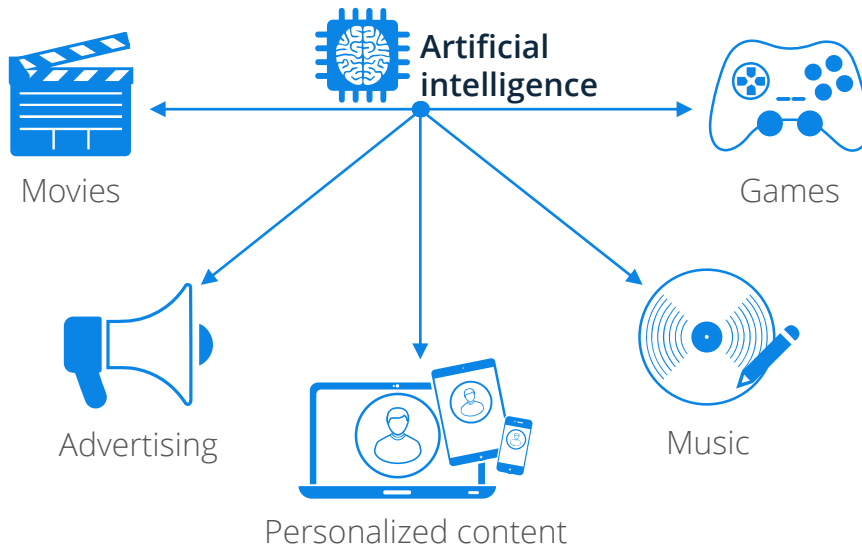 Artificial
intelligence
Movies
Games
Advertising
Music
Personalized content